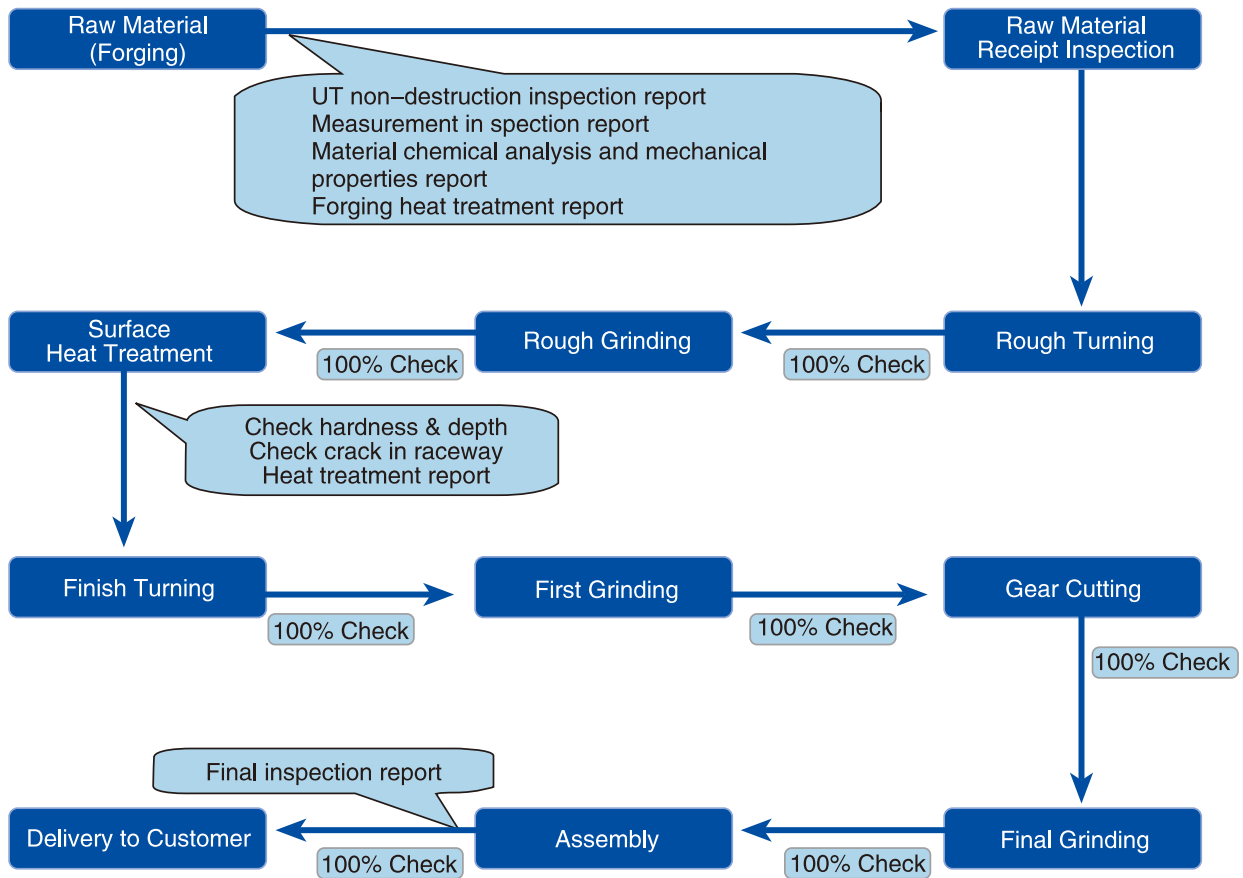 Raw Material
(Forging)
Raw Material
Receipt Inspection
UT non–destruction inspection report
Measurement in spection report
Material chemical analysis and mechanical
properties report
Forging heat treatment report
Surface
Heat Treatment
100% Check
Rough Grinding
100% Check
Rough Turning
Check hardness & depth
Check crack in raceway
Heat treatment report
Finish Turning
100% Check
First Grinding
100% Check
Gear Cutting
100% Check
Final inspection report
Delivery to Customer
100% Check
Assembly
100% Check
Final Grinding